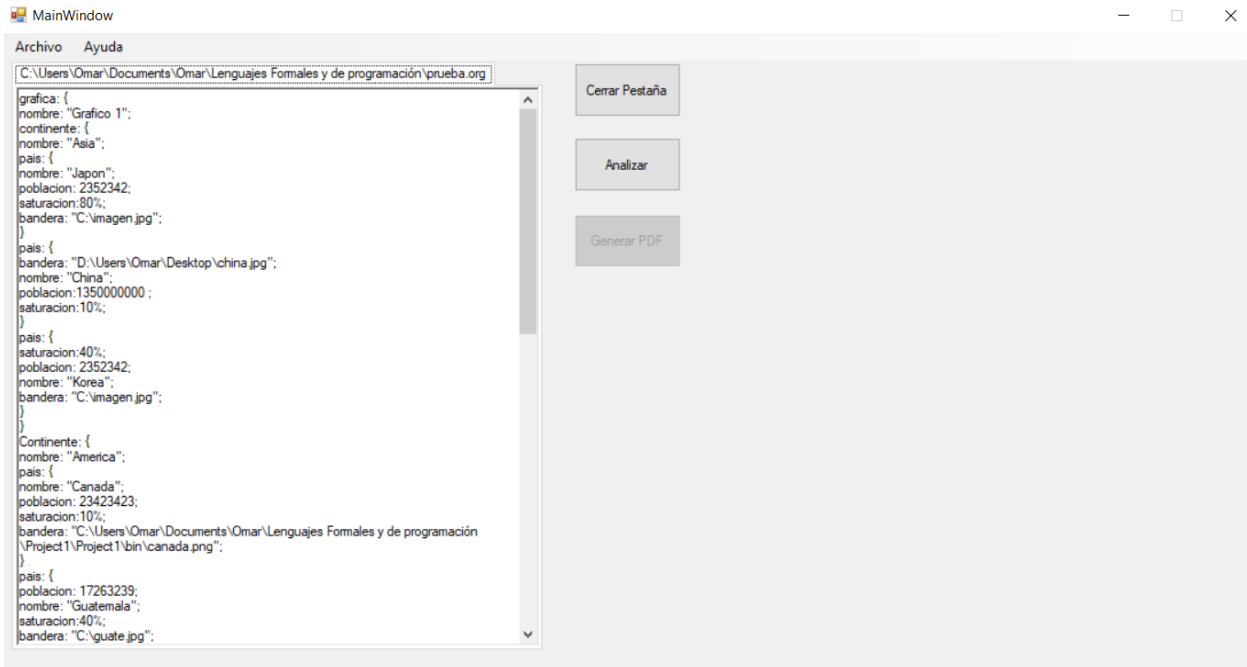 MainWindow
Archivo Ayuda
C:\Users\Omar\Documents\Omar\Lenguajes Formales y de programación\prueba.org
grafica: {
nombre: "Grafico 1";
continente: {
nombre: "Asia";
pais: {
nombre: "Japon";
poblacion: 2352342;
saturacion:80%;
bandera: "C:\imagen.jpg";
}
pais: {
bandera: "D:\Users\Omar\Desktop\china.jpg";
nombre: "China";
poblacion:1350000000 ;
saturacion:10%;
}
pais: {
saturacion:40%;
poblacion: 2352342;
nombre: "Korea";
bandera: "C:\imagen.jpg";
}
}
Continente: {
nombre: "America";
pais: {
nombre: "Canada";
poblacion: 23423423;
saturacion:10%;
bandera: "C:\Users\Omar\Documents\Omar\Lenguajes Formales y de programación
\Project1\Project1\bin\canada.png";
}
pais: {
poblacion: 17263239;
nombre: "Guatemala";
saturacion:40%;
bandera: "C:\guate.jpg";
Cerrar Pestaña
Analizar
Generar PDF